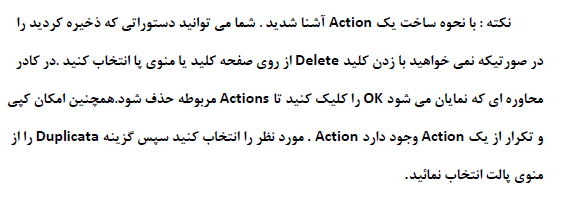 نکته : با نحوه ساخت یک Action آشنا شدید . شما می توانید دستوراتی که ذخیره کردید را
در صورتیکه نمی خواهید با زدن کلید Delete از روی صفحه کلید یا منوی پا انتخاب کنید .در کادر
محاوره ای که نمایان می شود OK را کلیک کنید تا Actions مربوطه حذف شود.همچنین امکان کپی
و تکرار از یک Action وجود دارد Action . مورد نظر را انتخاب کنید سپس گزینه Duplicata را از
منوی پالت انتخاب نمائید.